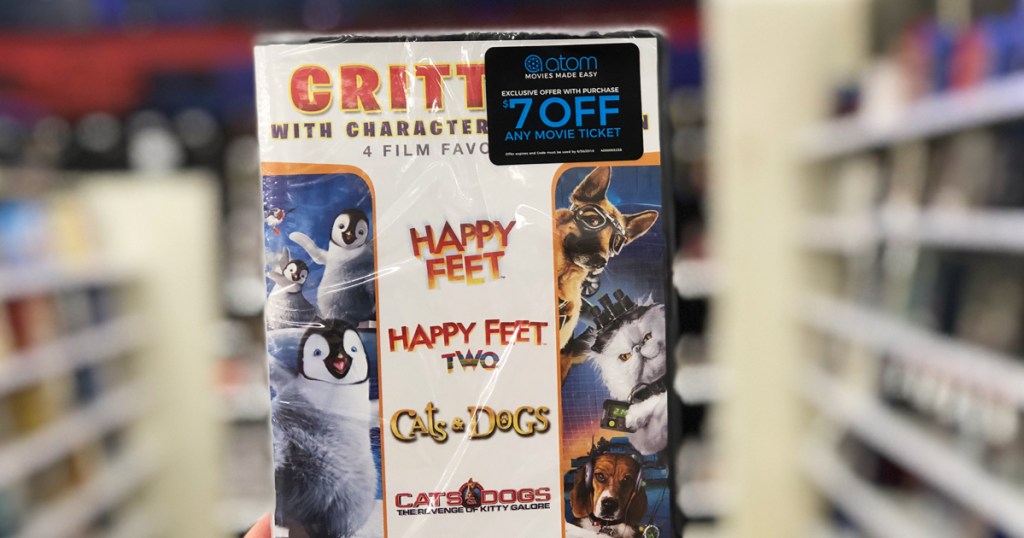 CRITT
WITH CHARACTER
4 FILM FAVO
atom
MOVIES MADE EASY
EXCLUSIVE OFFER WITH PURCHASE
$7 OFF
ANY MOVIE TICKET
HAPPY
FEET
HAPPY FEET
TWO
CATS & DOGS
CATS & DOGS
THE REVENGE OF KITTY GALORE